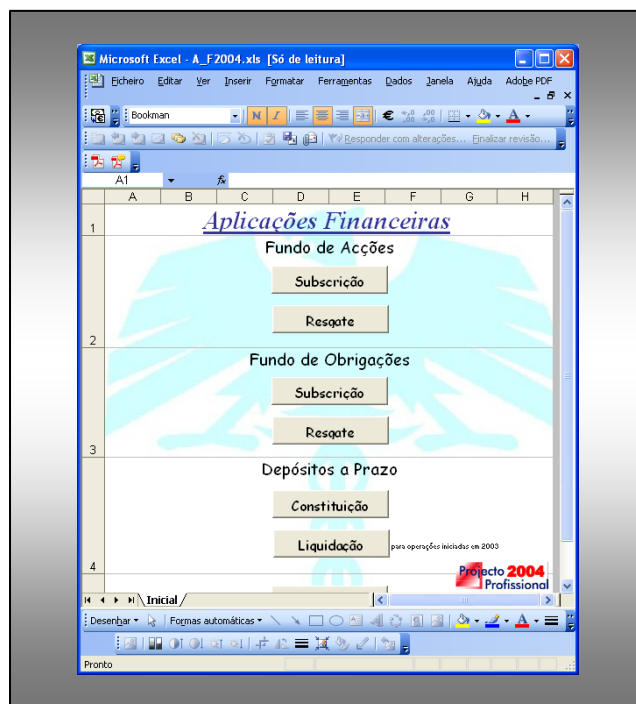 Microsoft Excel - A_F2004.xls [Só de leitura]
Ficheiro Editar Ver Inserir Formatar Ferramentas Dados Janela Ajuda Adobe PDF
Bookman N I €
Responder com alterações... Finalizar revisão...
A1 fx
A B C D E F G H
1 Aplicações Financeiras
Fundo de Acções
Subscrição
Resgate
2
Fundo de Obrigações
Subscrição
Resgate
3
Depósitos a Prazo
Constituição
Liquidação para operações iniciadas em 2003
4
Projecto 2004
Profissional
Inicial
Desenhar Formas automáticas A
Pronto